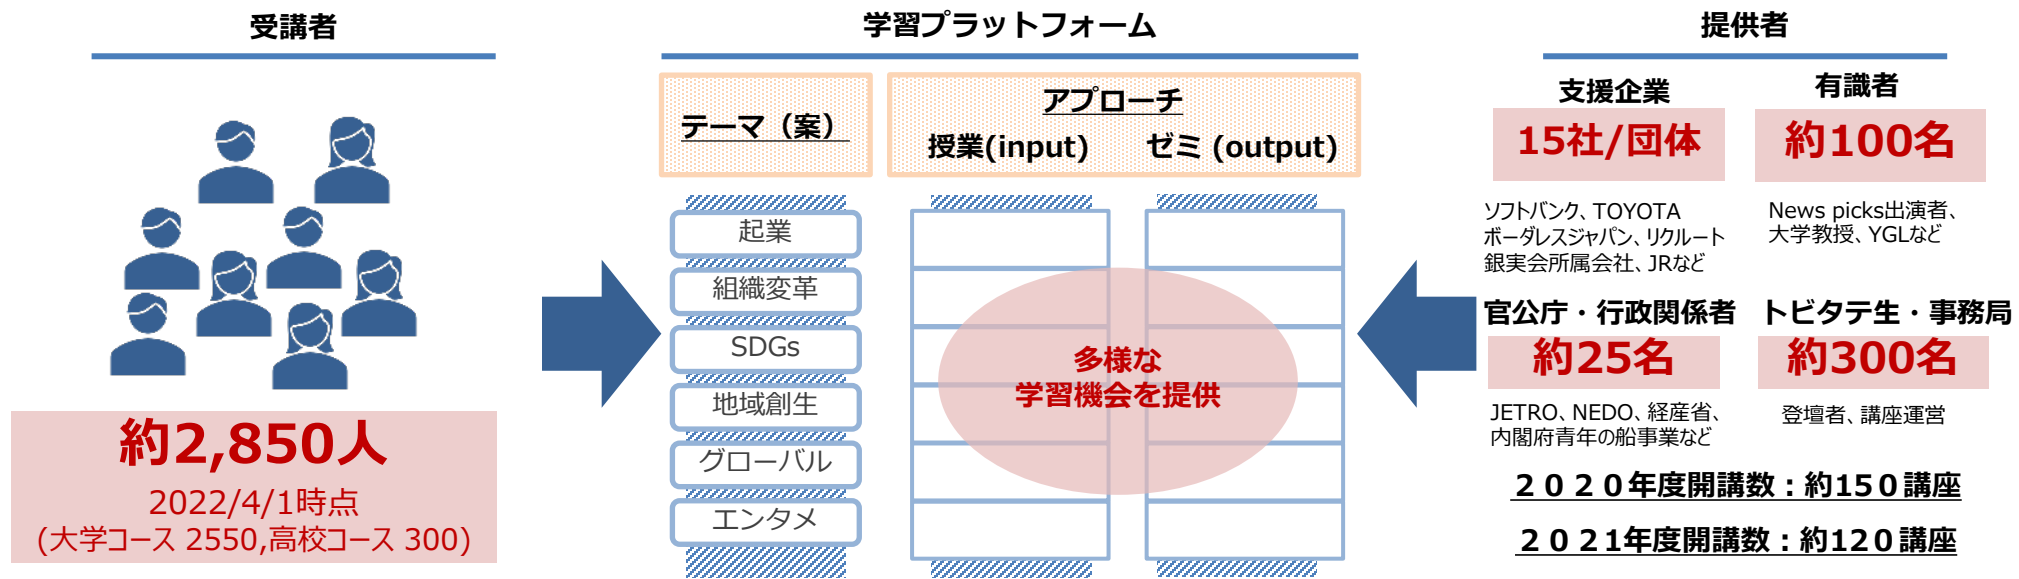 受講者
約2,850人
2022/4/1時点
(大学コース 2550,高校コース 300)
学習プラットフォーム
テーマ（案）
アプローチ
授業(input)
ゼミ (output)
起業
組織変革
SDGs
地域創生
グローバル
エンタメ
多様な
学習機会を提供
提供者
支援企業
15社/団体
ソフトバンク、TOYOTA
ボーダレスジャパン、リクルート
銀実会所属会社、JRなど
有識者
約100名
News picks出演者、
大学教授、YGLなど
官公庁・行政関係者
約25名
JETRO、NEDO、経産省、
内閣府青年の船事業など
トビタテ生・事務局
約300名
登壇者、講座運営
２０２０年度開講数：約15０講座
２０２1年度開講数：約12０講座